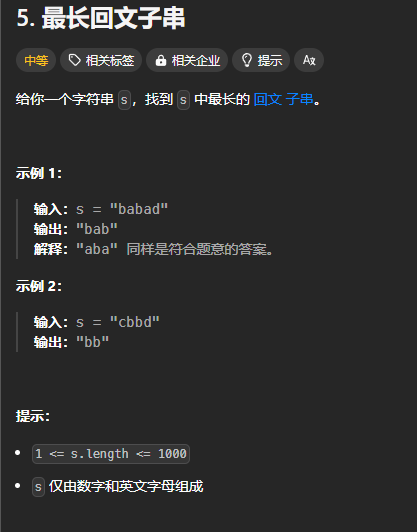 5. 最长回文子串
中等 相关标签 相关企业 提示 A文
给你一个字符串 s，找到 s 中最长的 回文 子串。
示例 1：
输入：s = "babad"
输出："bab"
解释："aba" 同样是符合题意的答案。
示例 2：
输入：s = "cbbd"
输出："bb"
提示：
1 <= s.length <= 1000
s 仅由数字和英文字母组成